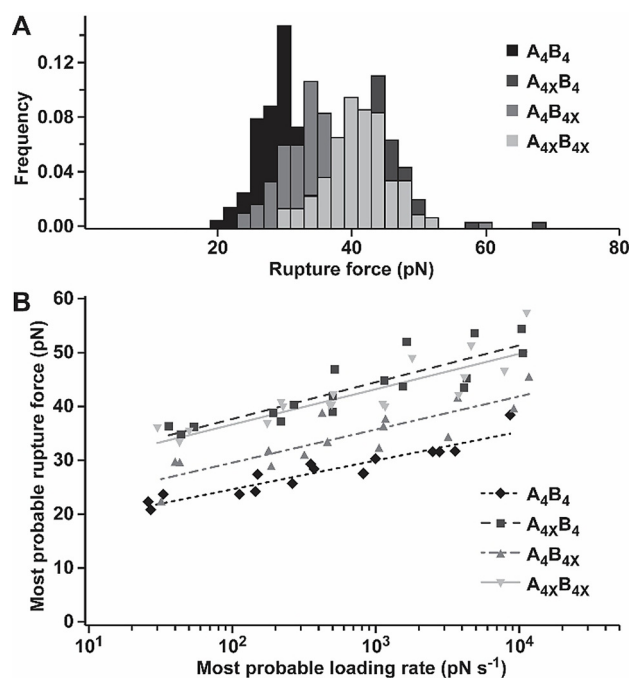 A
0.12
0.08
0.04
0.00
Frequency
A4B4
A4XB4
A4B4X
A4XB4X
20
40
60
80
Rupture force (pN)
B
60
50
40
30
20
10
0
Most probable rupture force (pN)
A4B4
A4XB4
A4B4X
A4XB4X
10¹
10²
10³
10⁴
Most probable loading rate (pN s⁻¹)